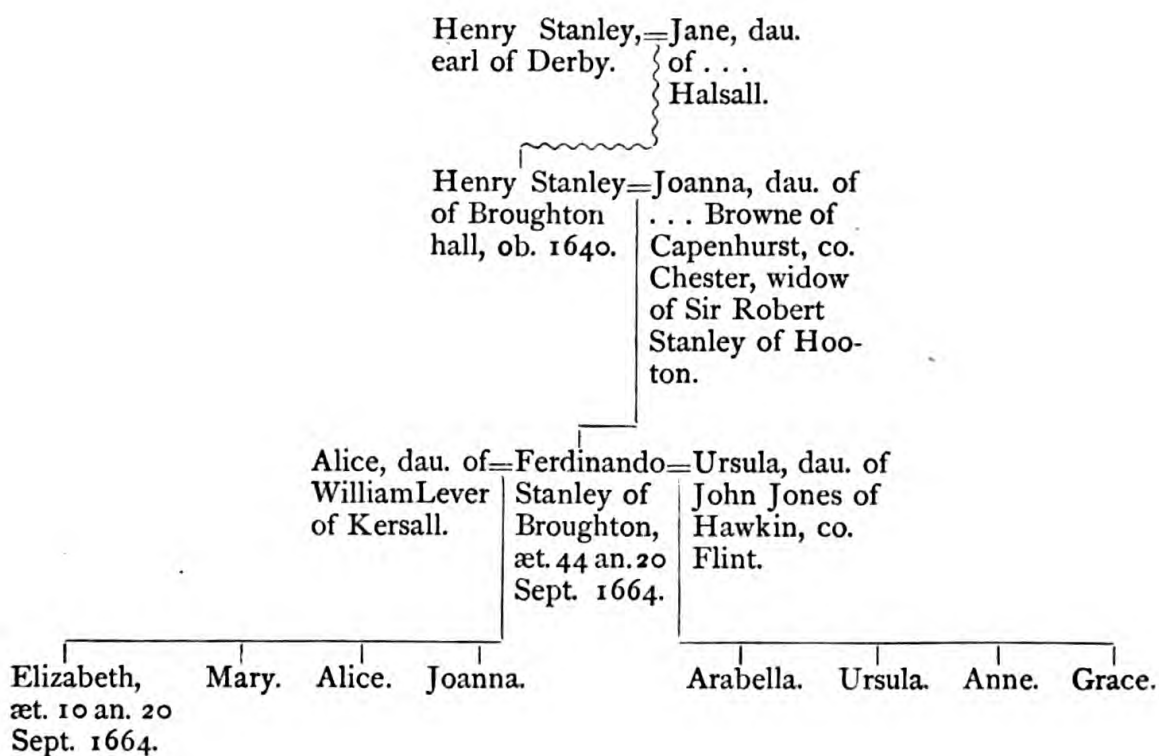 Henry Stanley,=Jane, dau.
earl of Derby. of . . .
Halsall.
Henry Stanley=Joanna, dau. of
of Broughton . . . Browne of
hall, ob. 1640. Capenhurst, co.
Chester, widow
of Sir Robert
Stanley of Hoo-
ton.
Alice, dau. of=Ferdinando=Ursula, dau. of
William Lever Stanley of John Jones of
of Kersall. Broughton, Hawkin, co.
æt. 44 an. 20 Flint.
Sept. 1664.
Elizabeth, Mary. Alice. Joanna. Arabella. Ursula. Anne. Grace.
æt. 10 an. 20
Sept. 1664.